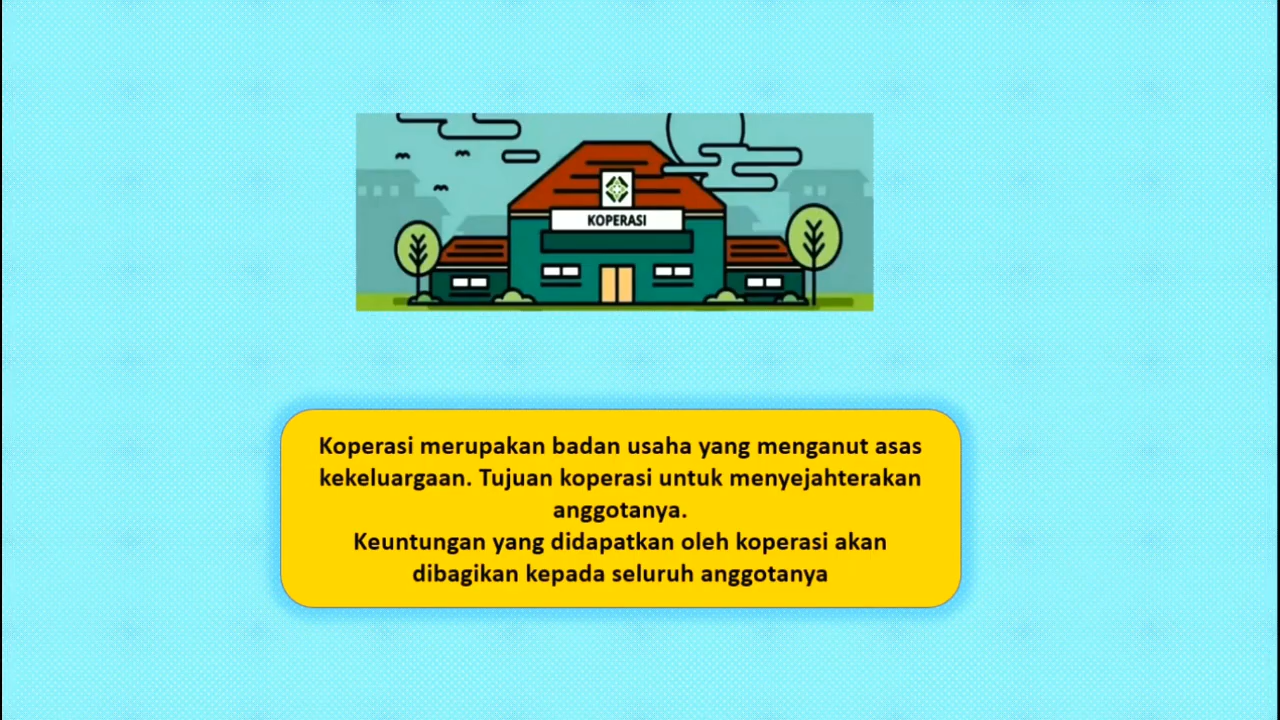 KOPERASI
Koperasi merupakan badan usaha yang menganut asas
kekeluargaan. Tujuan koperasi untuk menyejahterakan
anggotanya.
Keuntungan yang didapatkan oleh koperasi akan
dibagikan kepada seluruh anggotanya